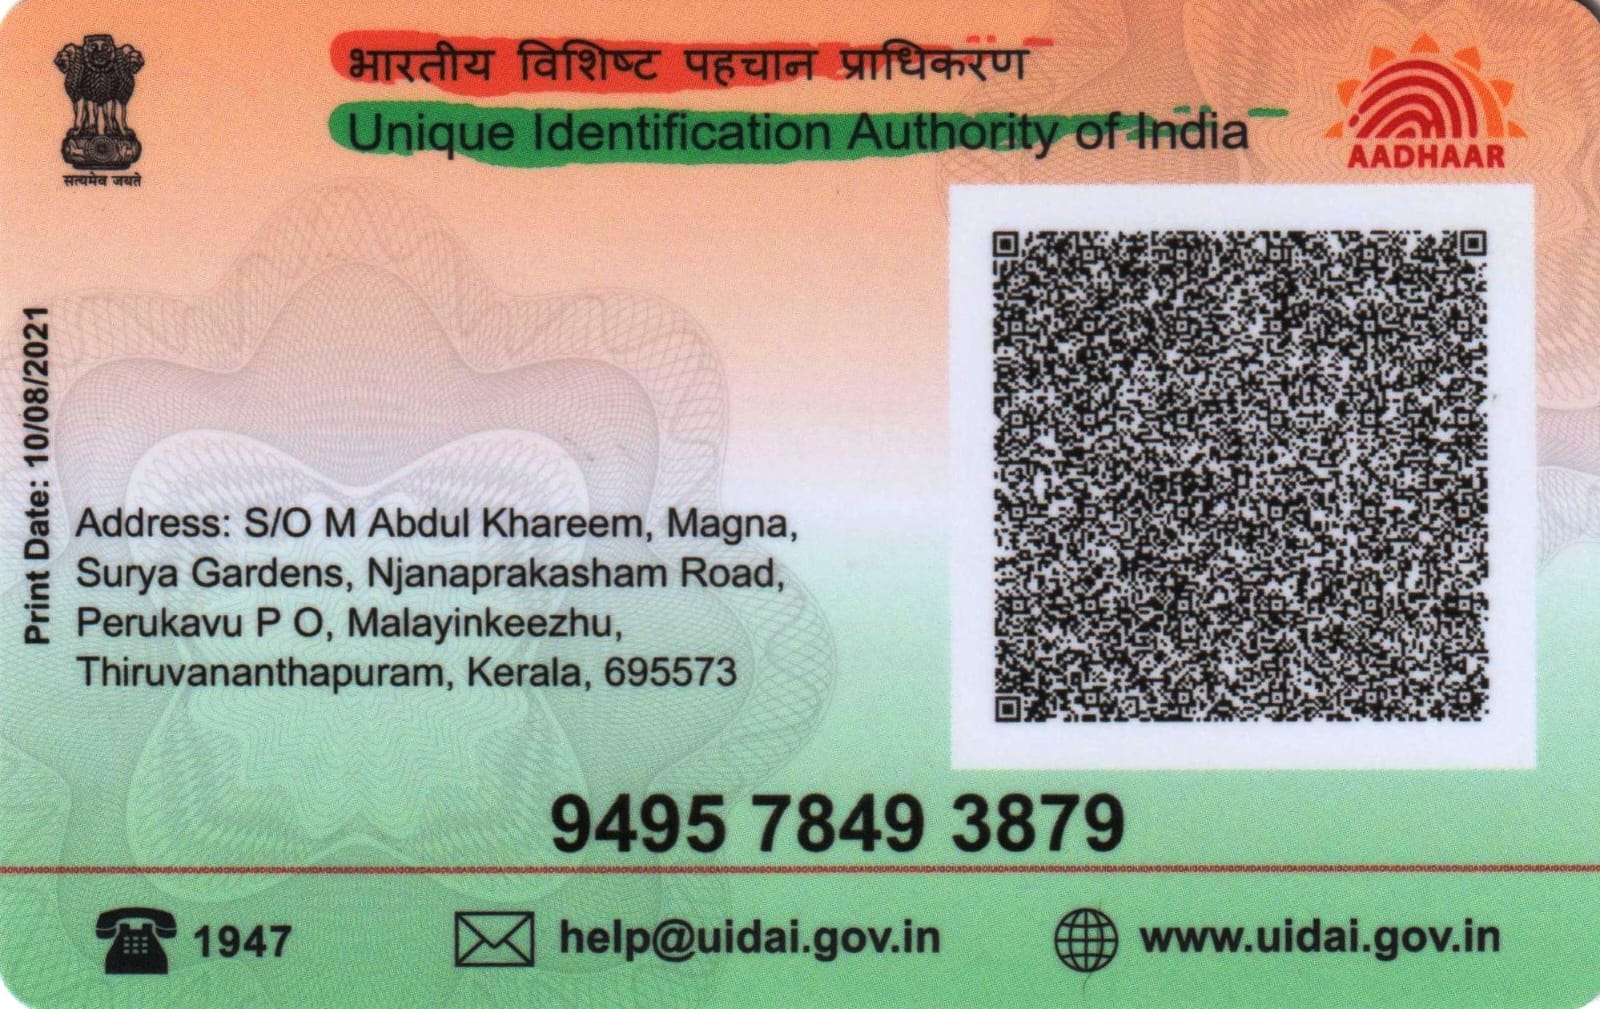 भारतीय विशिष्ट पहचान प्राधिकरण
Unique Identification Authority of India
AADHAAR
सत्यमेव जयते
Print Date: 10/08/2021
Address: S/O M Abdul Khareem, Magna,
Surya Gardens, Njanaprakasham Road,
Perukavu P O, Malayinkeezhu,
Thiruvananthapuram, Kerala, 695573
9495 7849 3879
1947
help@uidai.gov.in
www.uidai.gov.in